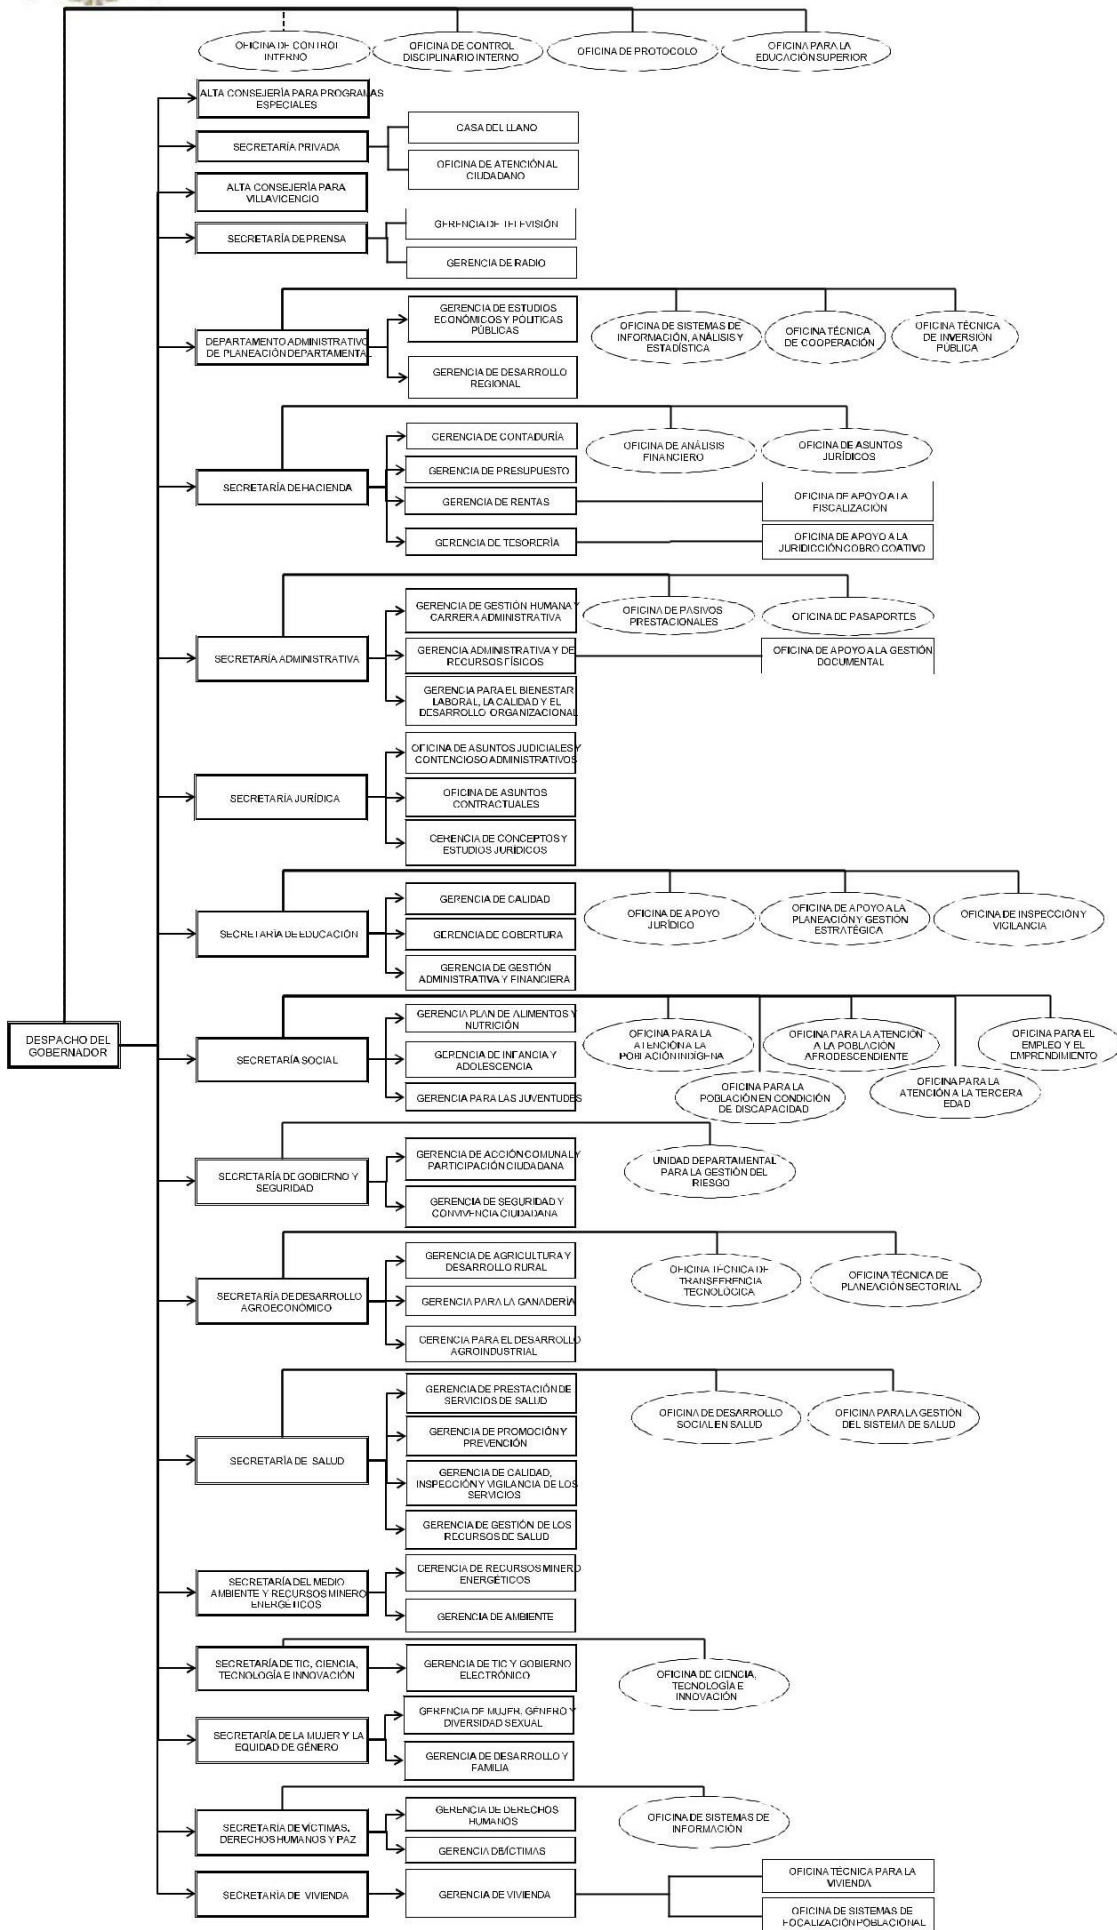 OFICINA DE CONTROL
INTERNO
OFICINA DE CONTROL
DISCIPLINARIO INTERNO
OFICINA DE PROTOCOLO
OFICINA PARA LA
EDUCACIÓN SUPERIOR
ALTA CONSEJERÍA PARA PROGRAMAS
ESPECIALES
SECRETARÍA PRIVADA
CASA DEL LLANO
OFICINA DE ATENCIÓN AL
CIUDADANO
ALTA CONSEJERÍA PARA
VILLAVICENCIO
SECRETARÍA DE PRENSA
GERENCIA DE TELEVISIÓN
GERENCIA DE RADIO
DEPARTAMENTO ADMINISTRATIVO
DE PLANEACIÓN DEPARTAMENTAL
GERENCIA DE ESTUDIOS
ECONÓMICOS Y POLÍTICAS
PÚBLICAS
GERENCIA DE DESARROLLO
REGIONAL
OFICINA DE SISTEMAS DE
INFORMACIÓN, ANÁLISIS Y
ESTADÍSTICA
OFICINA TÉCNICA
DE COOPERACIÓN
OFICINA TÉCNICA
DE INVERSIÓN
PÚBLICA
SECRETARÍA DE HACIENDA
GERENCIA DE CONTADURÍA
GERENCIA DE PRESUPUESTO
GERENCIA DE RENTAS
GERENCIA DE TESORERÍA
OFICINA DE ANÁLISIS
FINANCIERO
OFICINA DE ASUNTOS
JURÍDICOS
OFICINA DE APOYO A LA
FISCALIZACIÓN
OFICINA DE APOYO A LA
JURIDICCIÓN COBRO COATIVO
SECRETARÍA ADMINISTRATIVA
GERENCIA DE GESTIÓN HUMANA Y
CARRERA ADMINISTRATIVA
GERENCIA ADMINISTRATIVA Y DE
RECURSOS FÍSICOS
GERENCIA PARA EL BIENESTAR
LABORAL, LA CALIDAD Y EL
DESARROLLO ORGANIZACIONAL
OFICINA DE PASIVOS
PRESTACIONALES
OFICINA DE PASAPORTES
OFICINA DE APOYO A LA GESTIÓN
DOCUMENTAL
SECRETARÍA JURÍDICA
OFICINA DE ASUNTOS JUDICIALES Y
CONTENCIOSO ADMINISTRATIVOS
OFICINA DE ASUNTOS
CONTRACTUALES
GERENCIA DE CONCEPTOS Y
ESTUDIOS JURÍDICOS
SECRETARÍA DE EDUCACIÓN
GERENCIA DE CALIDAD
GERENCIA DE COBERTURA
GERENCIA DE GESTIÓN
ADMINISTRATIVA Y FINANCIERA
OFICINA DE APOYO
JURÍDICO
OFICINA DE APOYO A LA
PLANEACIÓN Y GESTIÓN
ESTRATÉGICA
OFICINA DE INSPECCIÓN Y
VIGILANCIA
DESPACHO DEL
GOBERNADOR
SECRETARÍA SOCIAL
GERENCIA PLAN DE ALIMENTOS Y
NUTRICIÓN
GERENCIA DE INFANCIA Y
ADOLESCENCIA
GERENCIA PARA LAS JUVENTUDES
OFICINA PARA LA
ATENCIÓN A LA
POBLACIÓN INDÍGENA
OFICINA PARA LA ATENCIÓN
A LA POBLACIÓN
AFRODESCENDIENTE
OFICINA PARA EL
EMPLEO Y EL
EMPRENDIMIENTO
OFICINA PARA LA
POBLACIÓN EN CONDICIÓN
DE DISCAPACIDAD
OFICINA PARA LA
ATENCIÓN A LA TERCERA
EDAD
SECRETARÍA DE GOBIERNO Y
SEGURIDAD
GERENCIA DE ACCIÓN COMUNAL Y
PARTICIPACIÓN CIUDADANA
GERENCIA DE SEGURIDAD Y
CONVIVENCIA CIUDADANA
UNIDAD DEPARTAMENTAL
PARA LA GESTIÓN DEL
RIESGO
SECRETARÍA DE DESARROLLO
AGROECONÓMICO
GERENCIA DE AGRICULTURA Y
DESARROLLO RURAL
GERENCIA PARA LA GANADERÍA
GERENCIA PARA EL DESARROLLO
AGROINDUSTRIAL
OFICINA TÉCNICA DE
TRANSFERENCIA
TECNOLÓGICA
OFICINA TÉCNICA DE
PLANEACIÓN SECTORIAL
SECRETARÍA DE SALUD
GERENCIA DE PRESTACIÓN DE
SERVICIOS DE SALUD
GERENCIA DE PROMOCIÓN Y
PREVENCIÓN
GERENCIA DE CALIDAD,
INSPECCIÓN Y VIGILANCIA DE LOS
SERVICIOS
GERENCIA DE GESTIÓN DE LOS
RECURSOS DE SALUD
OFICINA DE DESARROLLO
SOCIAL EN SALUD
OFICINA PARA LA GESTIÓN
DEL SISTEMA DE SALUD
SECRETARÍA DEL MEDIO
AMBIENTE Y RECURSOS MINERO
ENERGÉTICOS
GERENCIA DE RECURSOS MINERO
ENERGÉTICOS
GERENCIA DE AMBIENTE
SECRETARÍA DE TIC, CIENCIA,
TECNOLOGÍA E INNOVACIÓN
GERENCIA DE TIC Y GOBIERNO
ELECTRÓNICO
OFICINA DE CIENCIA,
TECNOLOGÍA E
INNOVACIÓN
SECRETARÍA DE LA MUJER Y LA
EQUIDAD DE GÉNERO
GERENCIA DE MUJER, GÉNERO Y
DIVERSIDAD SEXUAL
GERENCIA DE DESARROLLO Y
FAMILIA
SECRETARÍA DE VÍCTIMAS,
DERECHOS HUMANOS Y PAZ
GERENCIA DE DERECHOS
HUMANOS
GERENCIA DEÍCTIMAS
OFICINA DE SISTEMAS DE
INFORMACIÓN
SECRETARÍA DE VIVIENDA
GERENCIA DE VIVIENDA
OFICINA TÉCNICA PARA LA
VIVIENDA
OFICINA DE SISTEMAS DE
FOCALIZACIÓN POBLACIONAL